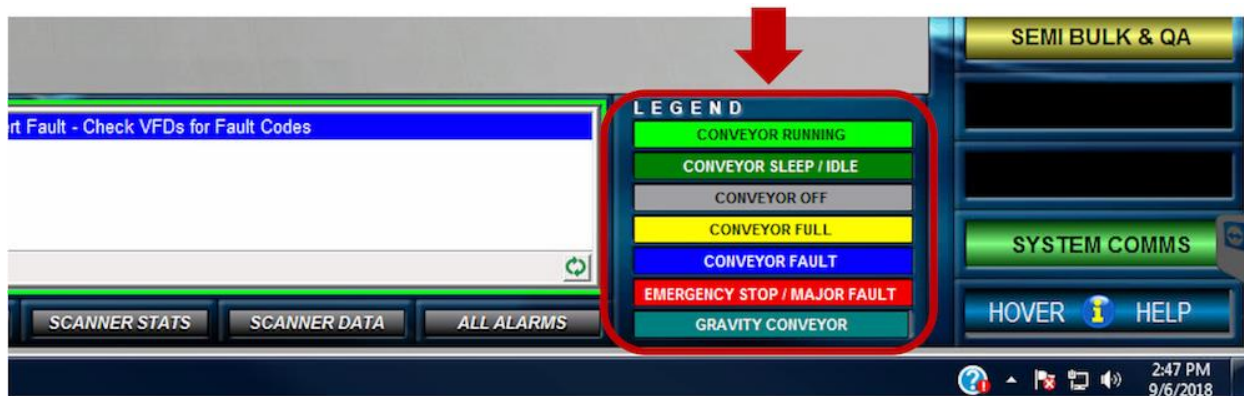 SEMI BULK & QA
rt Fault - Check VFDs for Fault Codes
LEGEND
CONVEYOR RUNNING
CONVEYOR SLEEP / IDLE
CONVEYOR OFF
CONVEYOR FULL
CONVEYOR FAULT
EMERGENCY STOP / MAJOR FAULT
GRAVITY CONVEYOR
SYSTEM COMMS
HOVER i HELP
SCANNER STATS SCANNER DATA ALL ALARMS
2:47 PM
9/6/2018